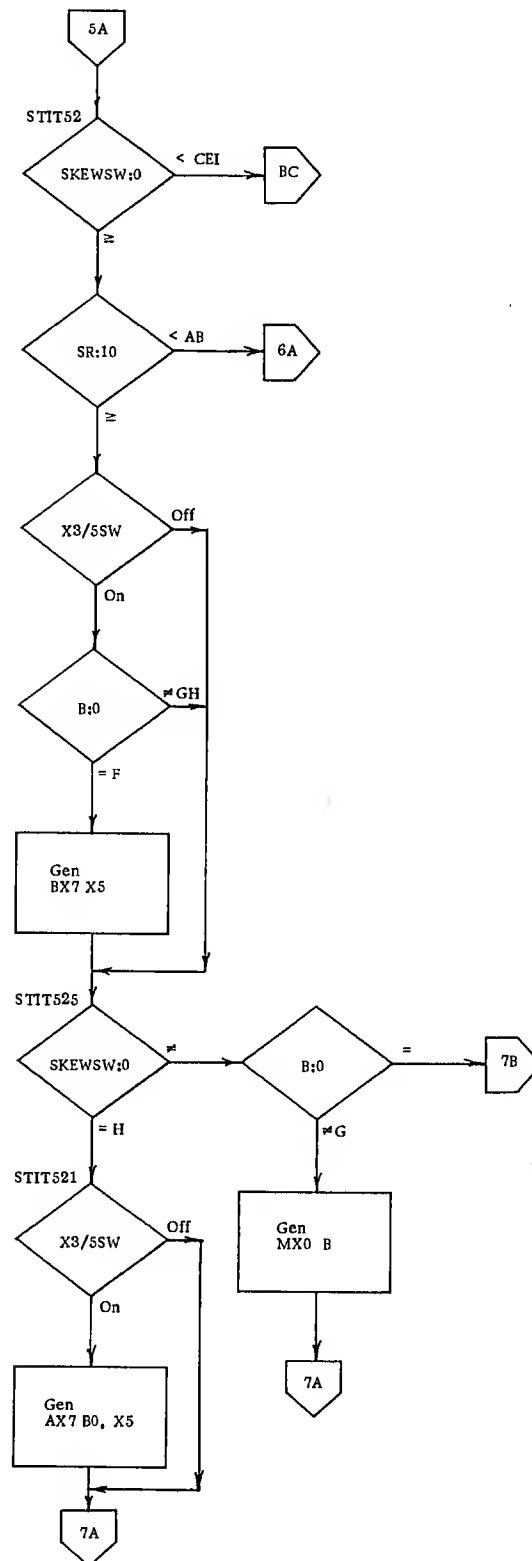 5A
STIT52
SKEWSW:0
< CEI
BC
≥
SR:10
< AB
6A
≥
X3/5SW
Off
On
B:0
≠GH
= F
Gen
BX7 X5
STIT525
SKEWSW:0
≠
B:0
=
7B
= H
≠G
STIT521
X3/5SW
Off
Gen
MX0 B
On
7A
Gen
AX7 B0, X5
7A